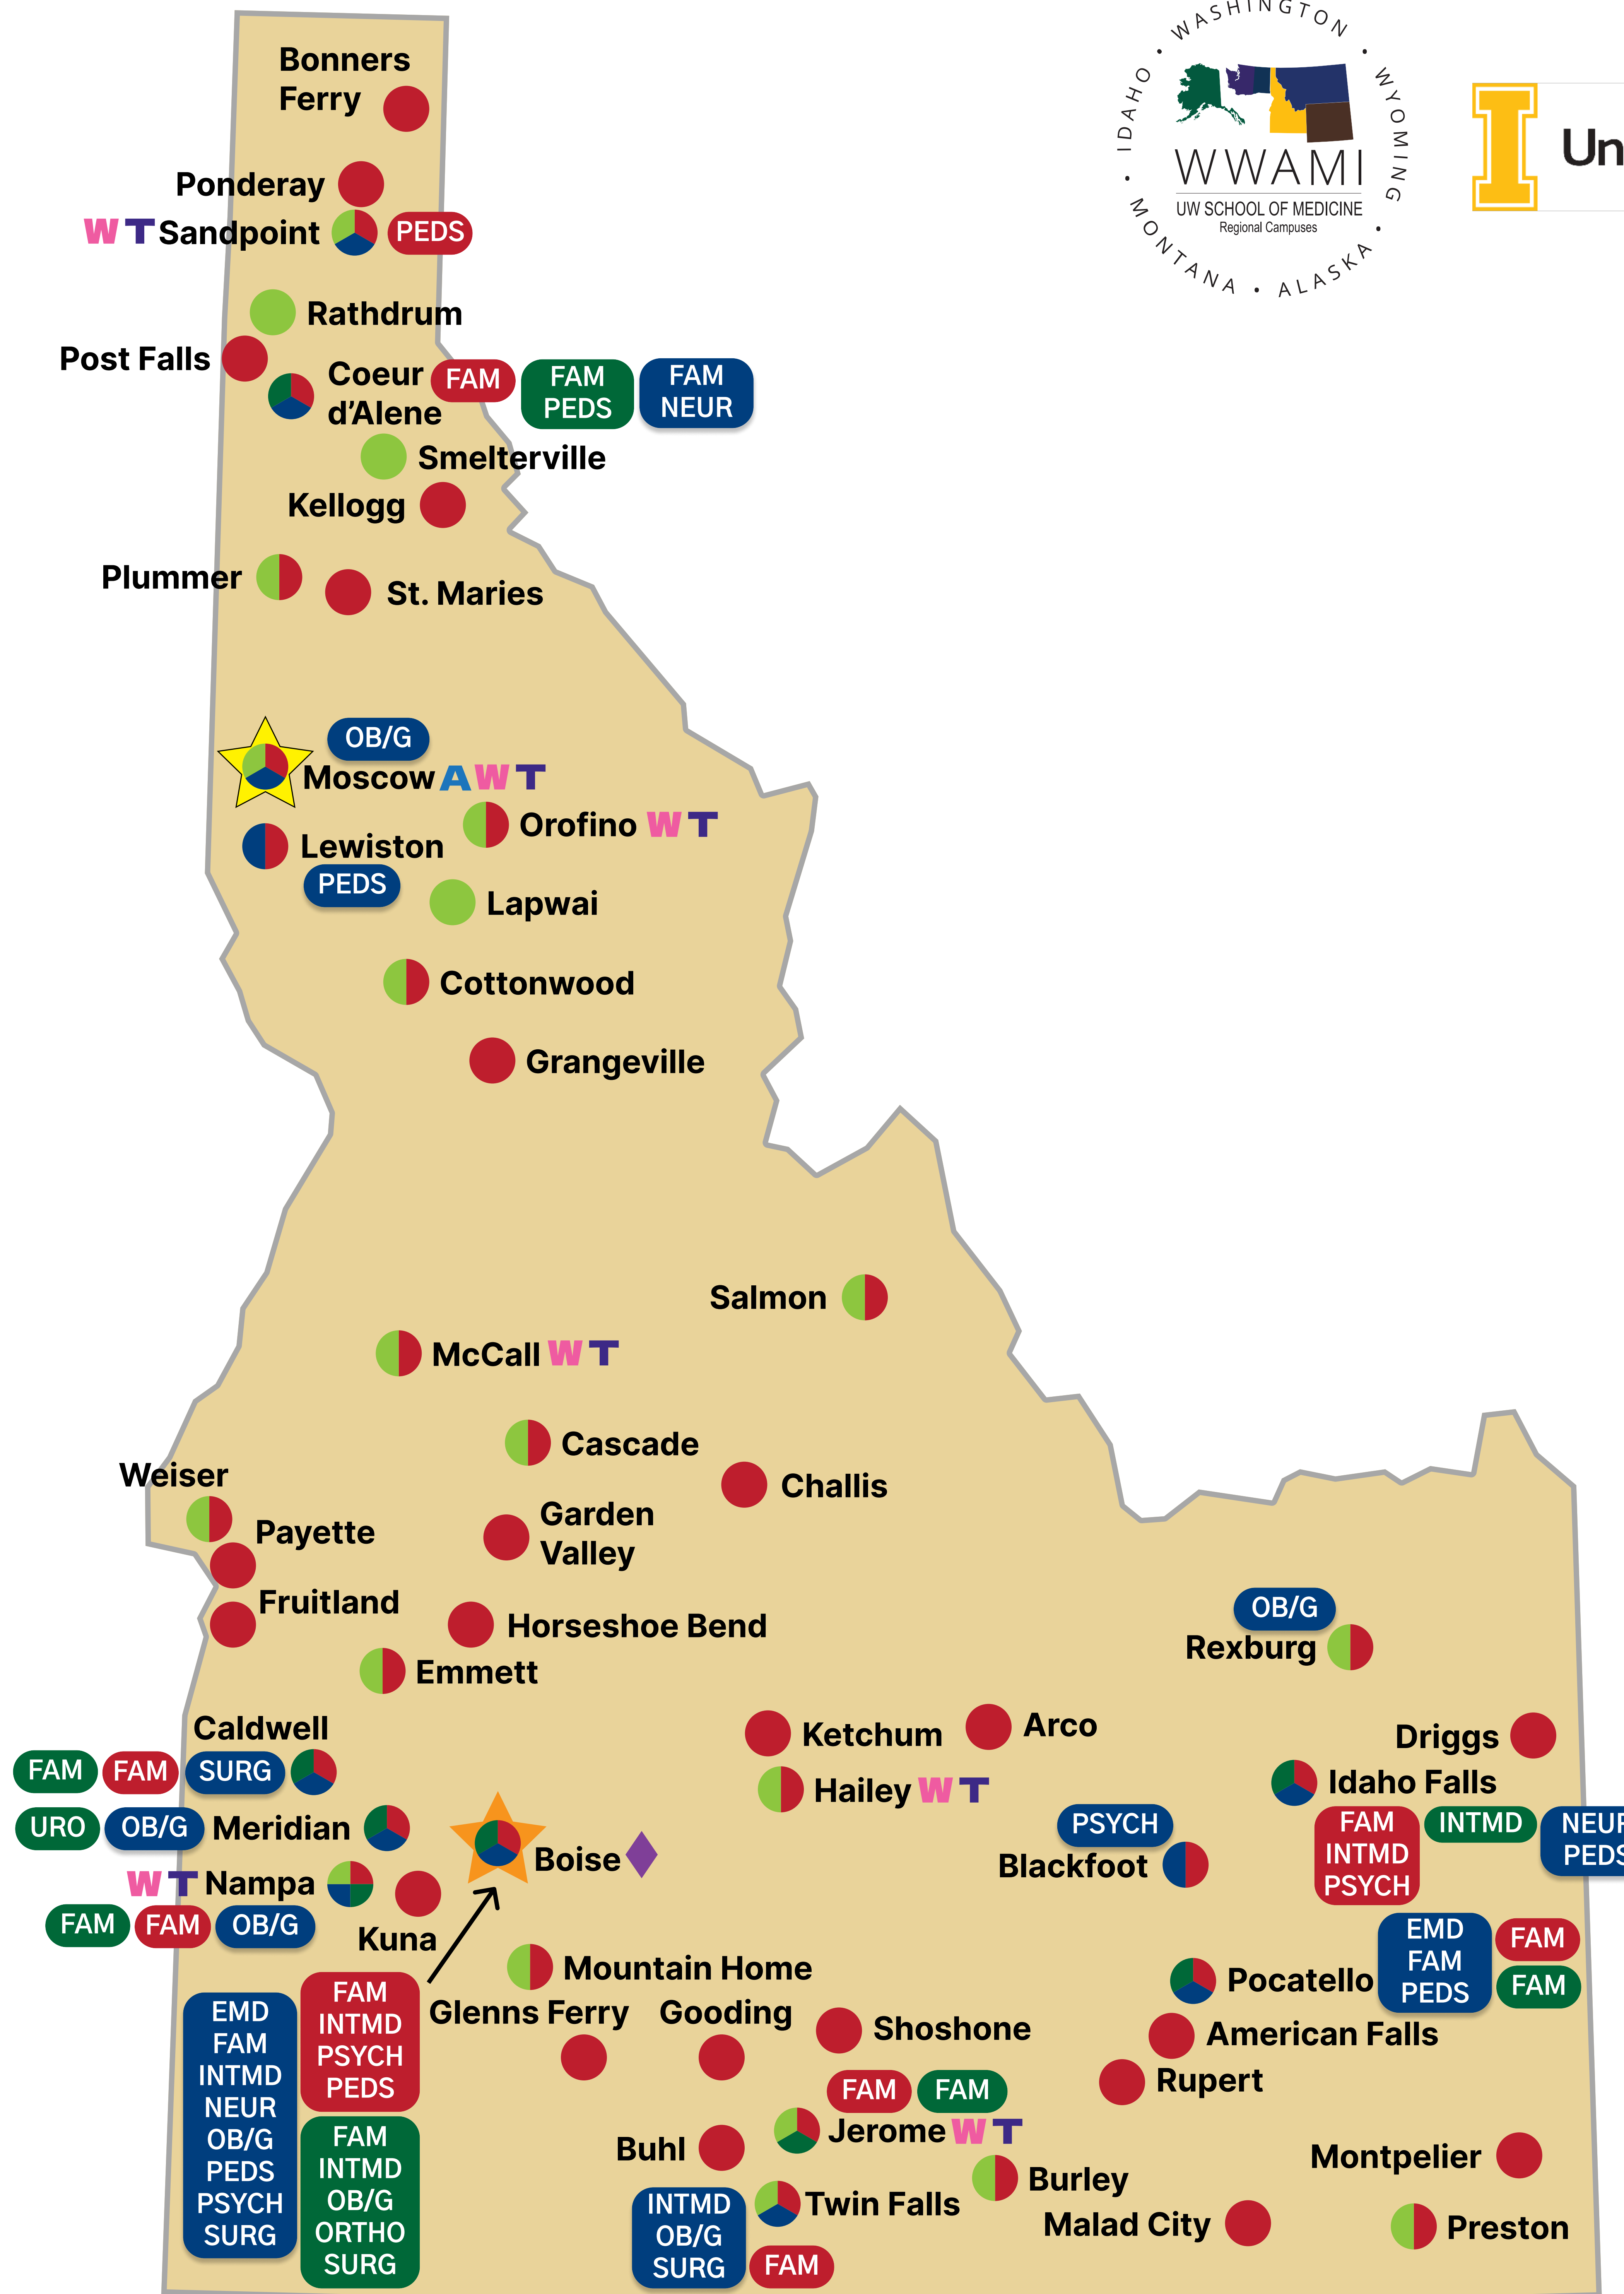 IDAHO • WASHINGTON • WYOMING • ALASKA • MONTANA •
WWAMI
UW SCHOOL OF MEDICINE
Regional Campuses
I
Un
Bonners
Ferry
Ponderay
W T Sandpoint PEDS
Rathdrum
Post Falls
Coeur
d’Alene
FAM
FAM
PEDS
FAM
NEUR
Smelterville
Kellogg
Plummer
St. Maries
OB/G
Moscow A W T
Orofino W T
Lewiston
PEDS
Lapwai
Cottonwood
Grangeville
Salmon
McCall W T
Cascade
Challis
Weiser
Garden
Valley
Payette
Fruitland
Horseshoe Bend
Emmett
OB/G
Rexburg
Caldwell
FAM FAM SURG
Ketchum
Arco
Driggs
Hailey W T
Idaho Falls
FAM
INTMD
PSYCH
INTMD
NEUR
PEDS
URO OB/G Meridian
Boise
PSYCH
Blackfoot
W T Nampa
FAM FAM OB/G
Kuna
Mountain Home
Pocatello
EMD
FAM
PEDS
FAM
FAM
Glenns Ferry
Gooding
Shoshone
American Falls
Rupert
EMD
FAM
INTMD
NEUR
OB/G
PEDS
PSYCH
SURG
FAM
INTMD
PSYCH
PEDS
FAM
INTMD
OB/G
ORTHO
SURG
FAM FAM
Jerome W T
Buhl
Burley
Montpelier
Twin Falls
INTMD
OB/G
SURG
FAM
Malad City
Preston